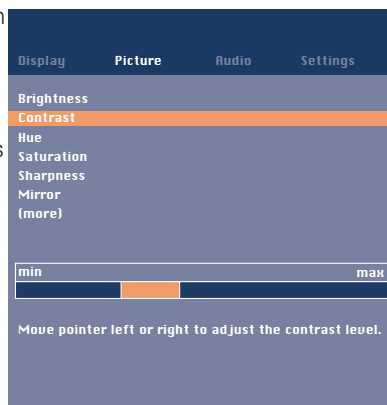 n
Display Picture Audio Settings
Brightness
Contrast
Hue
s
Saturation
Sharpness
Mirror
(more)
min max
Move pointer left or right to adjust the contrast level.